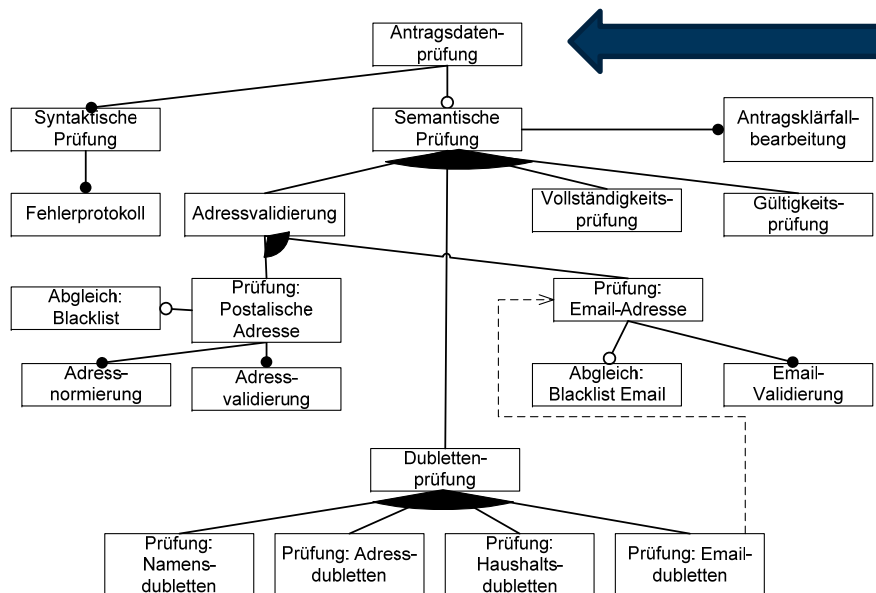 Antragsdaten-
prüfung
Syntaktische
Prüfung
Semantische
Prüfung
Antragsklärfall-
bearbeitung
Fehlerprotokoll
Adressvalidierung
Vollständigkeits-
prüfung
Gültigkeits-
prüfung
Abgleich:
Blacklist
Prüfung:
Postalische
Adresse
Prüfung:
Email-Adresse
Adress-
normierung
Adress-
validierung
Abgleich:
Blacklist Email
Email-
Validierung
Dubletten-
prüfung
Prüfung:
Namens-
dubletten
Prüfung: Adress-
dubletten
Prüfung:
Haushalts-
dubletten
Prüfung: Email-
dubletten